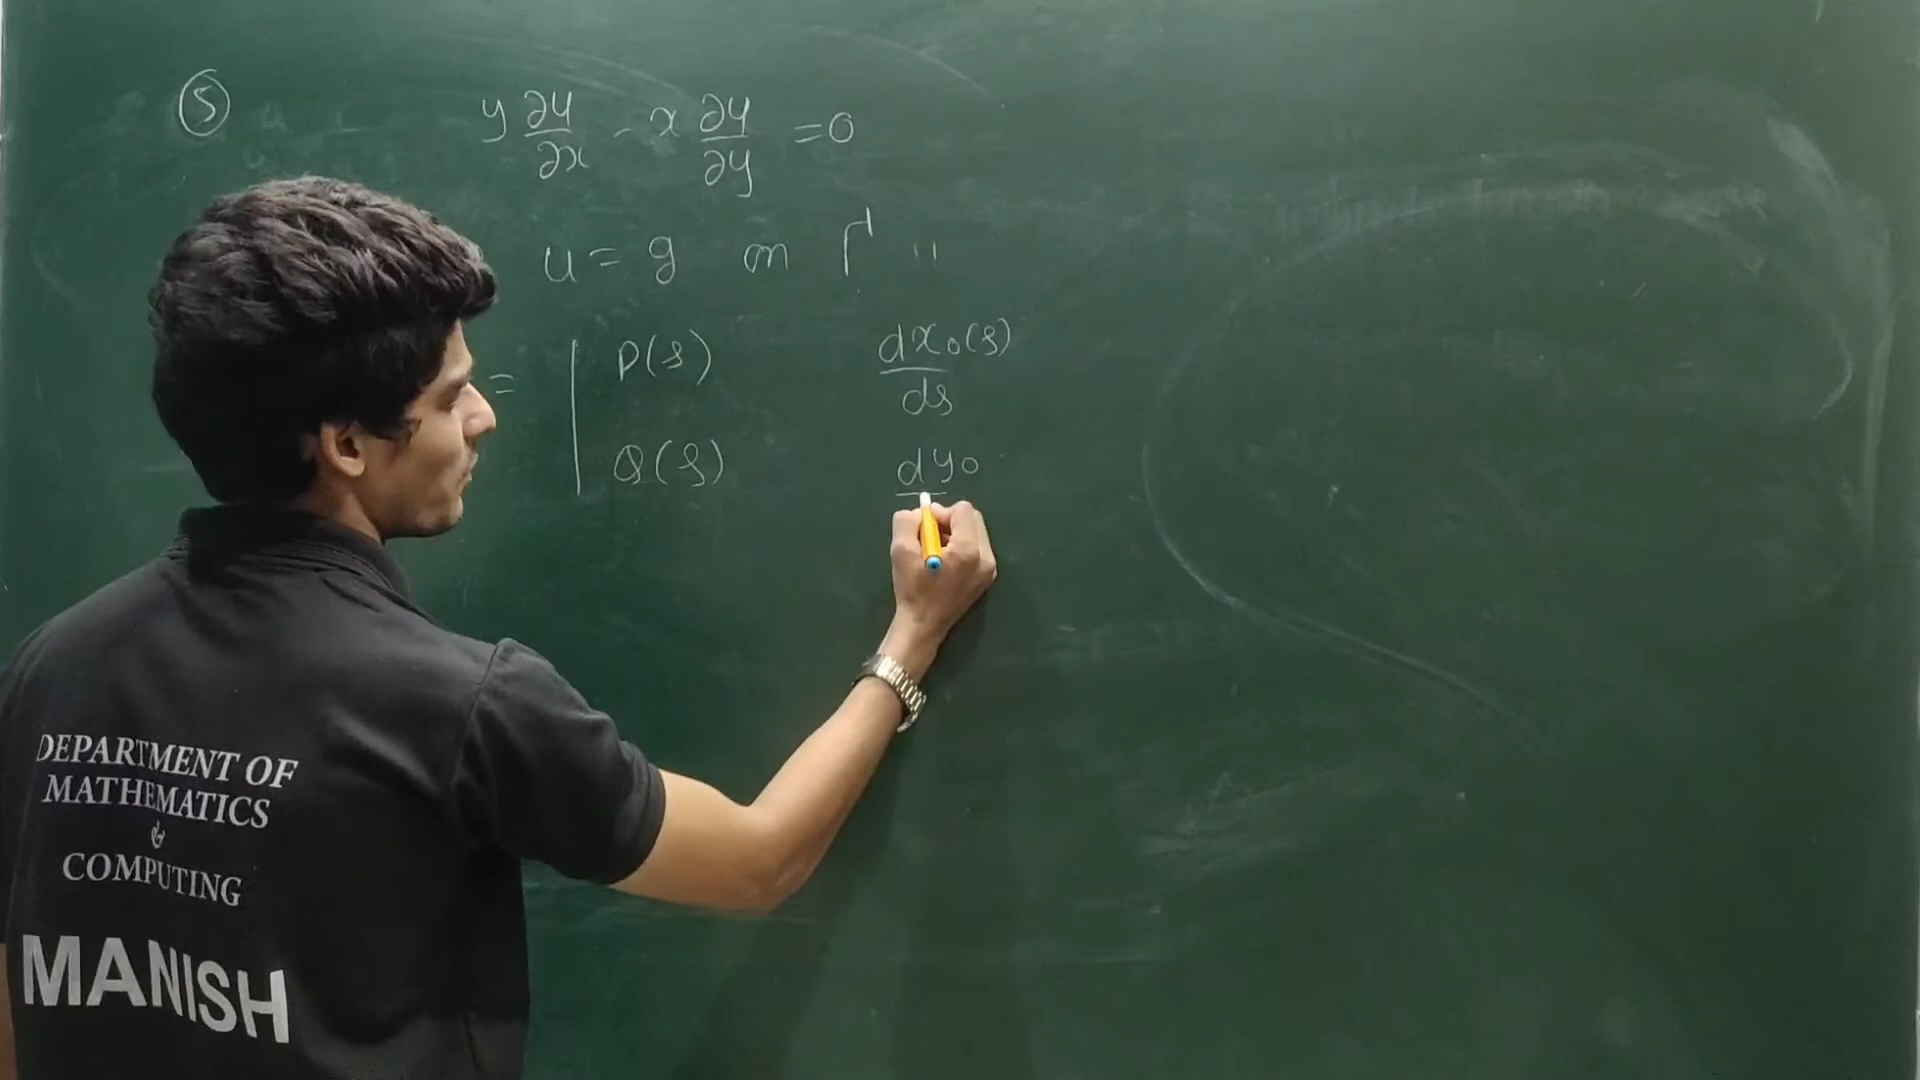 ⑤ y ∂u/∂x - x ∂u/∂y = 0
u = g on Γ "
= | P(s) dx₀(s)/ds
Q(s) dy₀
DEPARTMENT OF
MATHEMATICS
&
COMPUTING
MANISH